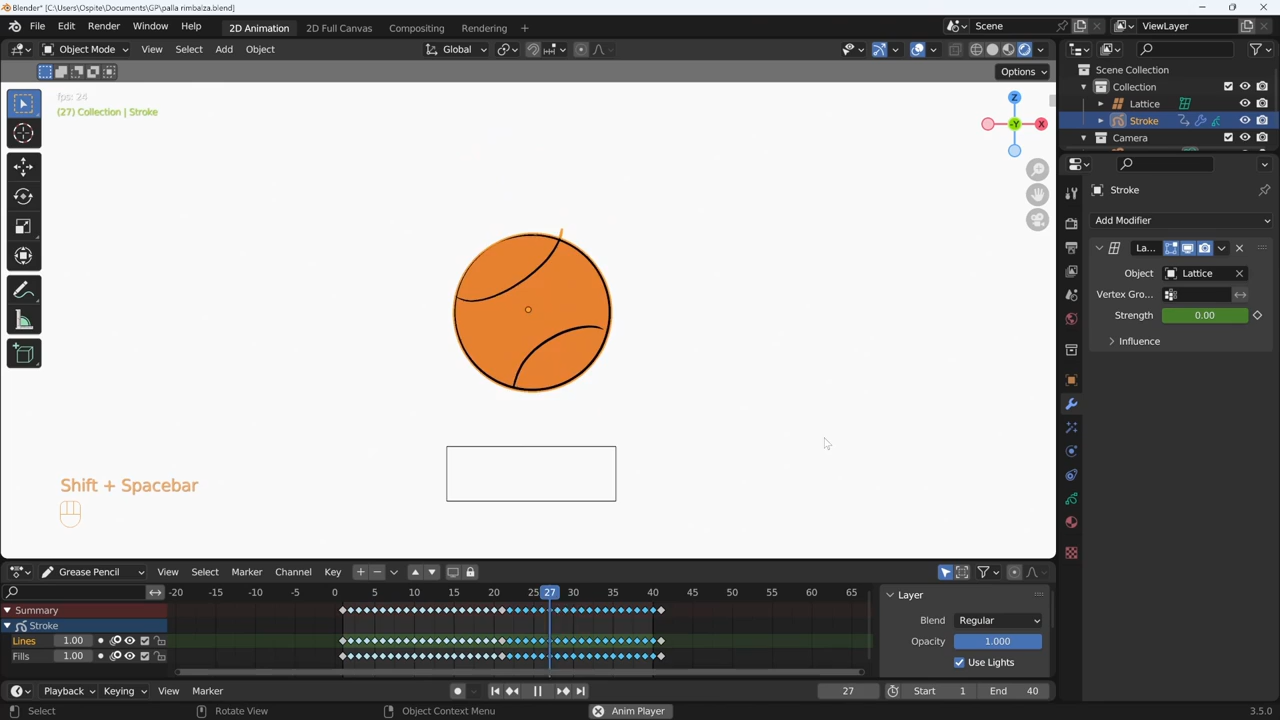 Blender* [C:\Users\Ospite\Documents\GP\palla rimbalza.blend]
File Edit Render Window Help 2D Animation 2D Full Canvas Compositing Rendering + Scene ViewLayer
Object Mode View Select Add Object Global
Options
fps: 24
(27) Collection | Stroke
Z
-Y X
Shift + Spacebar
Scene Collection
Collection
Lattice
Stroke
Camera
Stroke
Add Modifier
La...
Object Lattice
Vertex Gro...
Strength 0.00
Influence
Grease Pencil View Select Marker Channel Key
-20 -15 -10 -5 0 5 10 15 20 25 27 30 35 40 45 50 55 60 65
Summary
Stroke
Lines 1.00
Fills 1.00
Layer
Blend Regular
Opacity 1.000
Use Lights
Playback Keying View Marker 27 Start 1 End 40
Select Rotate View Object Context Menu Anim Player 3.5.0